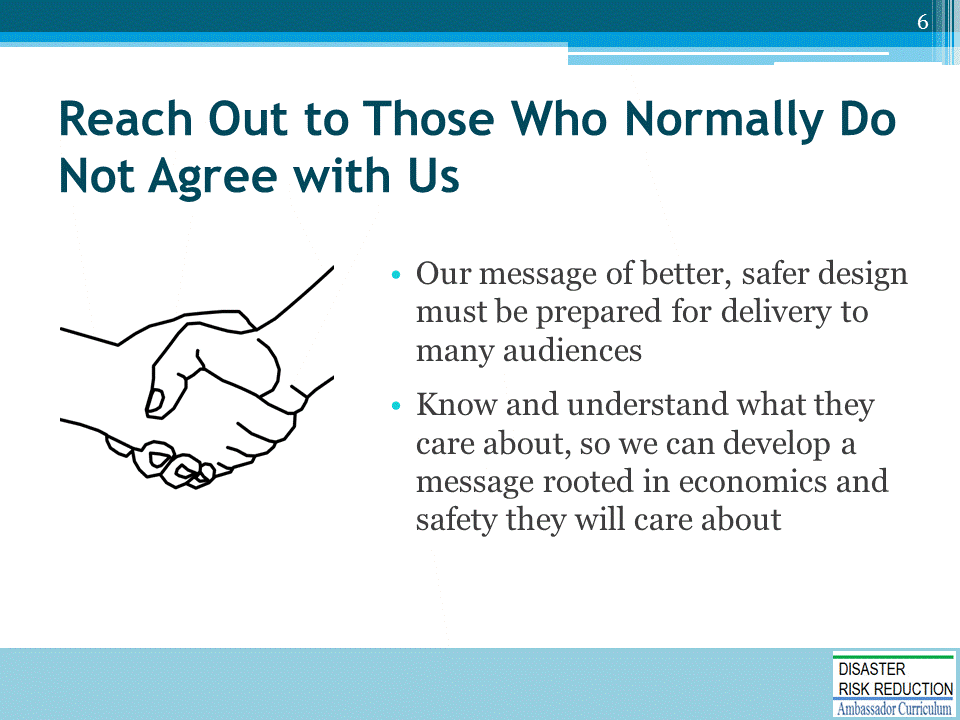 6
Reach Out to Those Who Normally Do
Not Agree with Us
• Our message of better, safer design
must be prepared for delivery to
many audiences
• Know and understand what they
care about, so we can develop a
message rooted in economics and
safety they will care about
DISASTER
RISK REDUCTION
Ambassador Curriculum